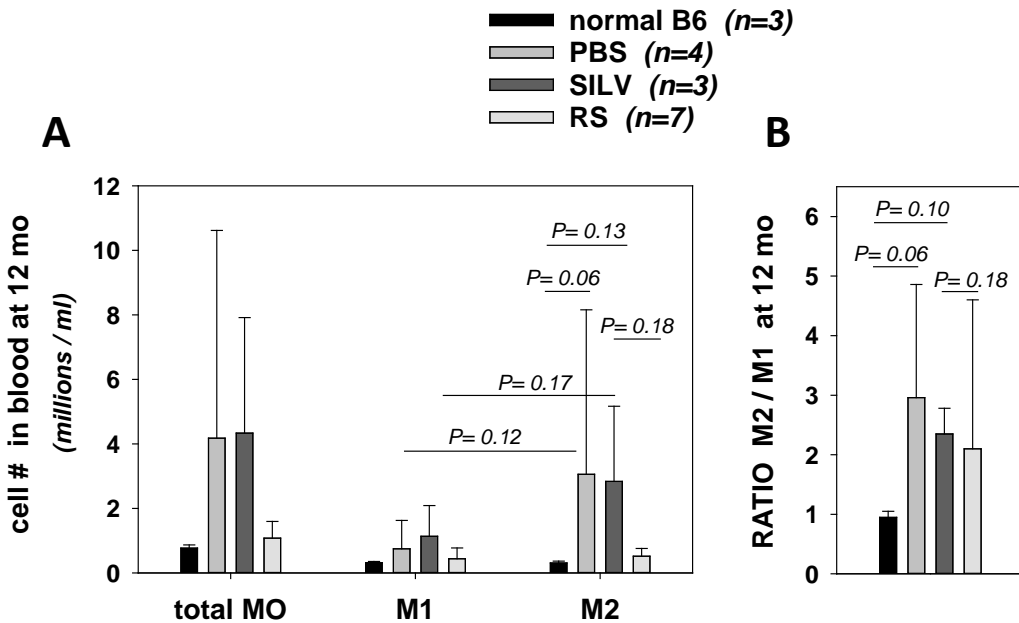 normal B6 (n=3)
PBS (n=4)
SILV (n=3)
RS (n=7)
A
cell # in blood at 12 mo
(millions / ml)
12
10
8
6
4
2
0
P= 0.13
P= 0.06
P= 0.18
P= 0.17
P= 0.12
total MO
M1
M2
B
RATIO M2 / M1 at 12 mo
6
5
4
3
2
1
0
P= 0.10
P= 0.06
P= 0.18